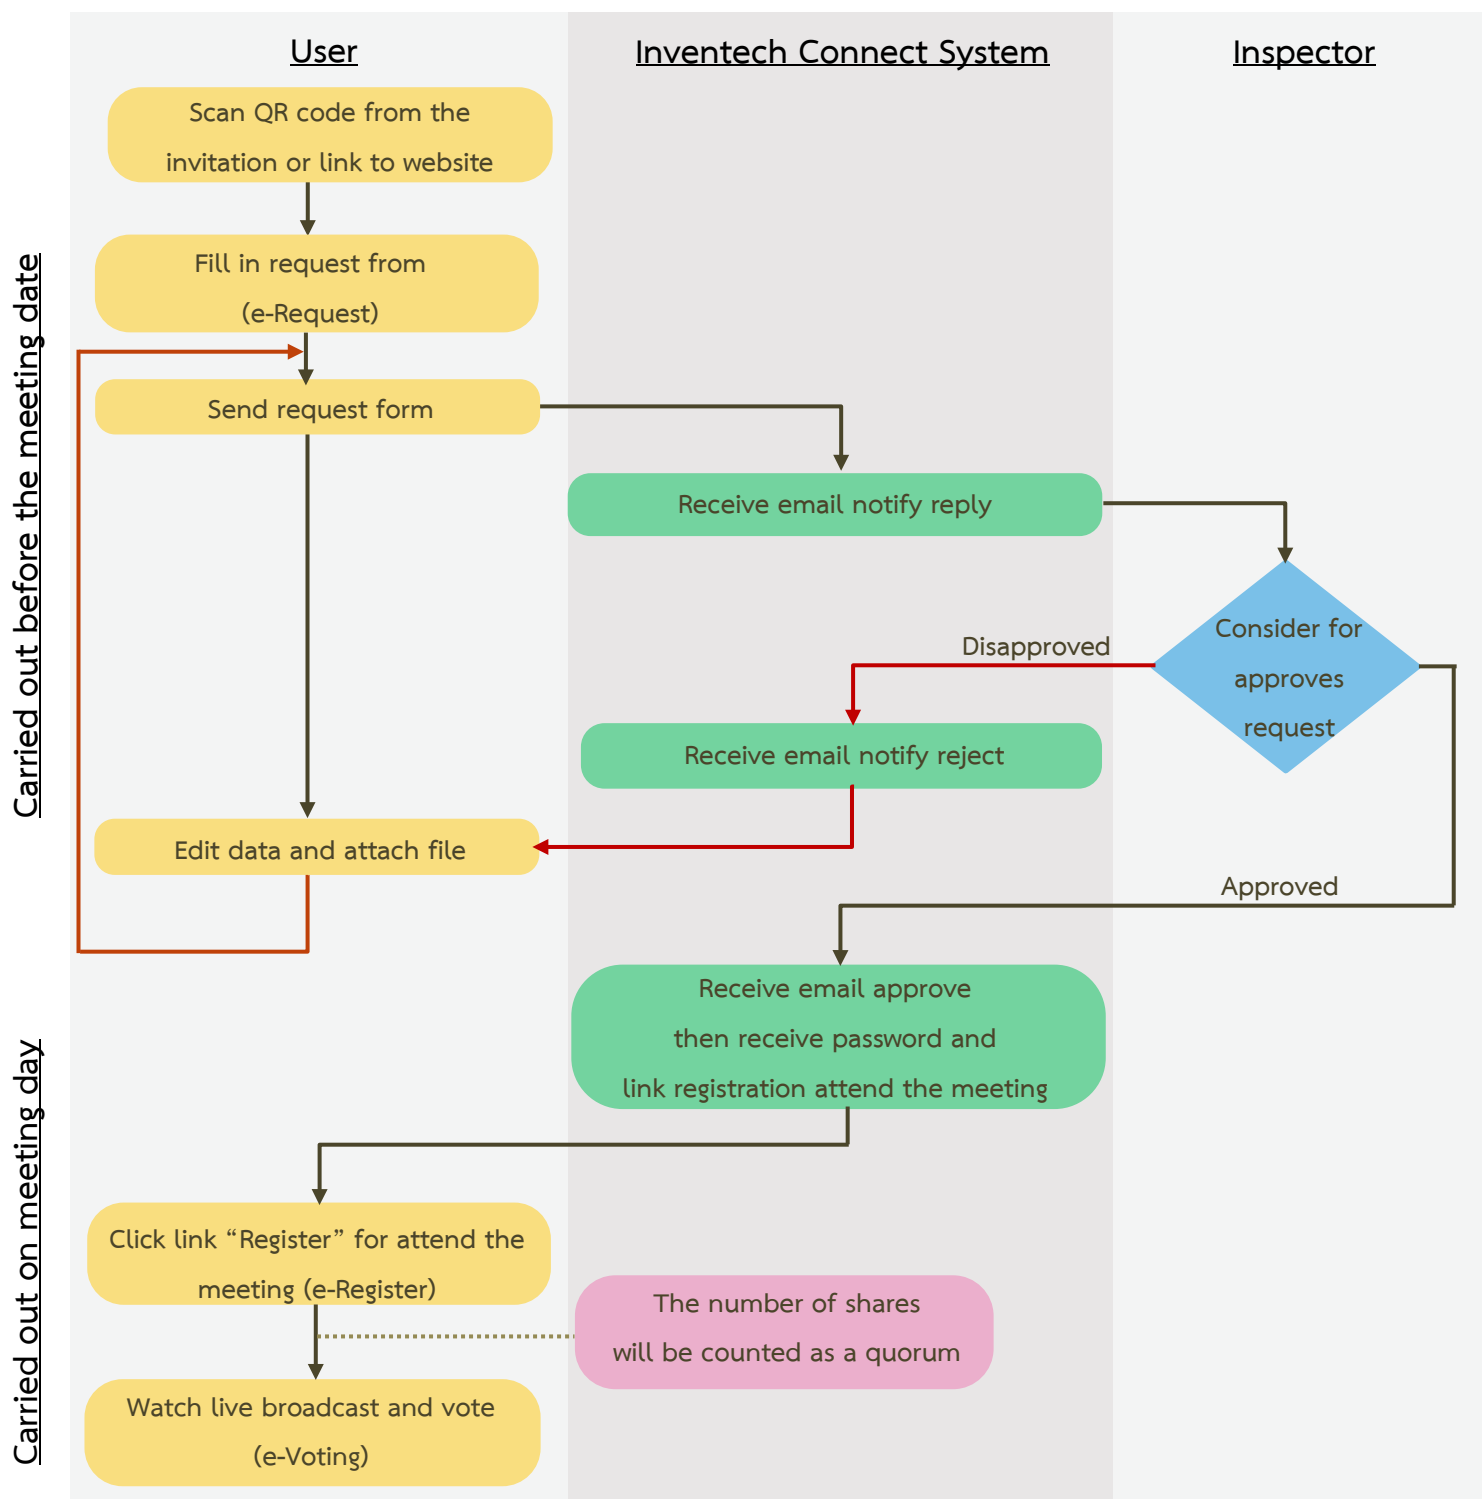 User
Inventech Connect System
Inspector
Carried out before the meeting date
Scan QR code from the
invitation or link to website
Fill in request from
(e-Request)
Send request form
Receive email notify reply
Consider for
approves
request
Disapproved
Receive email notify reject
Edit data and attach file
Approved
Receive email approve
then receive password and
link registration attend the meeting
Carried out on meeting day
Click link “Register” for attend the
meeting (e-Register)
The number of shares
will be counted as a quorum
Watch live broadcast and vote
(e-Voting)